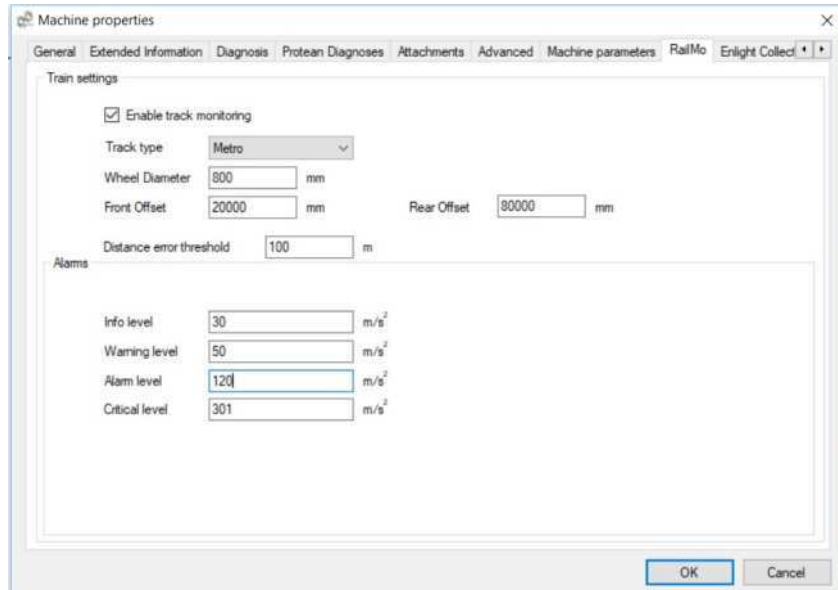 Machine properties
General Extended Information Diagnosis Protean Diagnoses Attachments Advanced Machine parameters RailMo Enlight Collect
Train settings
Enable track monitoring
Track type Metro
Wheel Diameter 800 mm
Front Offset 20000 mm Rear Offset 80000 mm
Distance error threshold 100 m
Alarms
Info level 30 m/s²
Warning level 50 m/s²
Alarm level 120 m/s²
Critical level 301 m/s²
OK Cancel